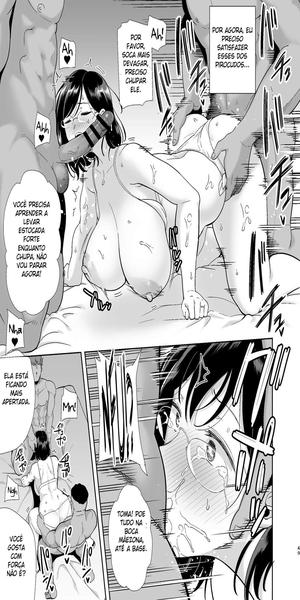 POR AGORA, EU
PRECISO
SATISFAZER
ESSES DOIS
PIROCUDOS...
POR
FAVOR,
SOCA MAIS
DEVAGAR,
PRECISO
CHUPAR
ELE.
Ah!
Ah!
Ahh
VOCÊ PRECISA
APRENDER A
LEVAR
ESTOCADA
FORTE
ENQUANTO
CHUPA, NÃO
VOU PARAR
AGORA!
Nha
ELA ESTÁ
FICANDO
MAIS
APERTADA.
TOMA! POE
TUDO NA
BOCA
MÃEZONA,
ATÉ A BASE.
VOCÊ
GOSTA
COM
FORÇA
NÃO É?